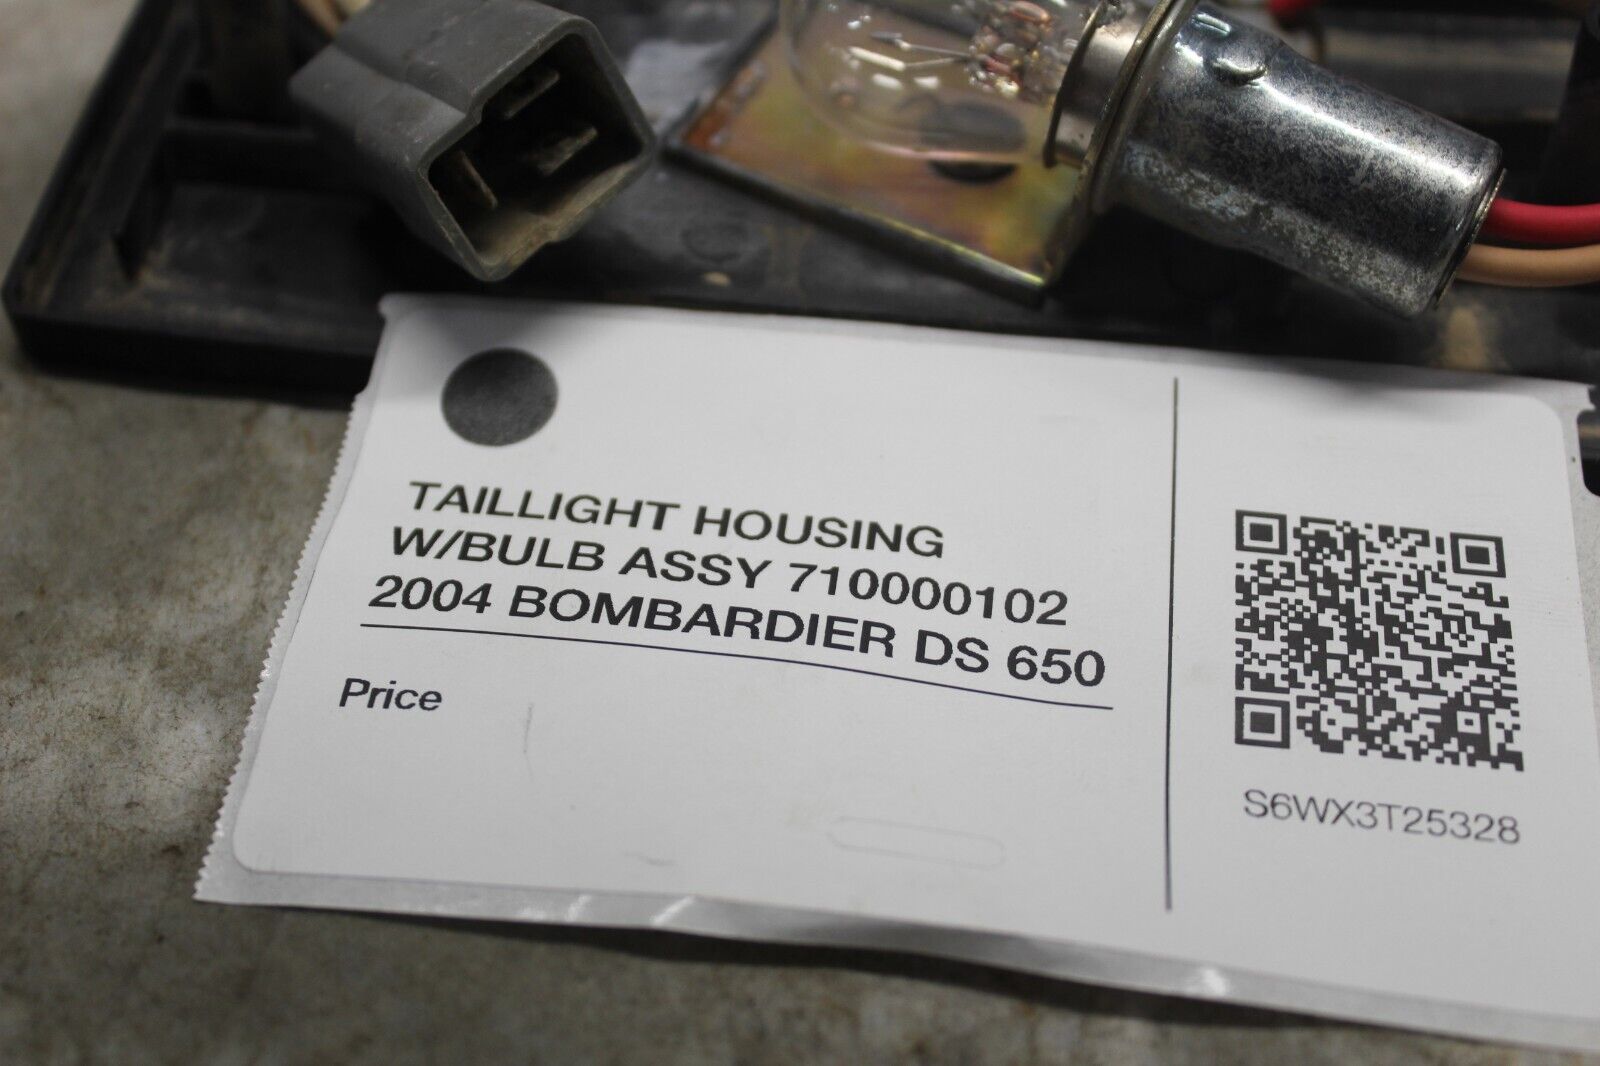 TAILLIGHT HOUSING
W/BULB ASSY 710000102
2004 BOMBARDIER DS 650
Price
S6WX3T25328